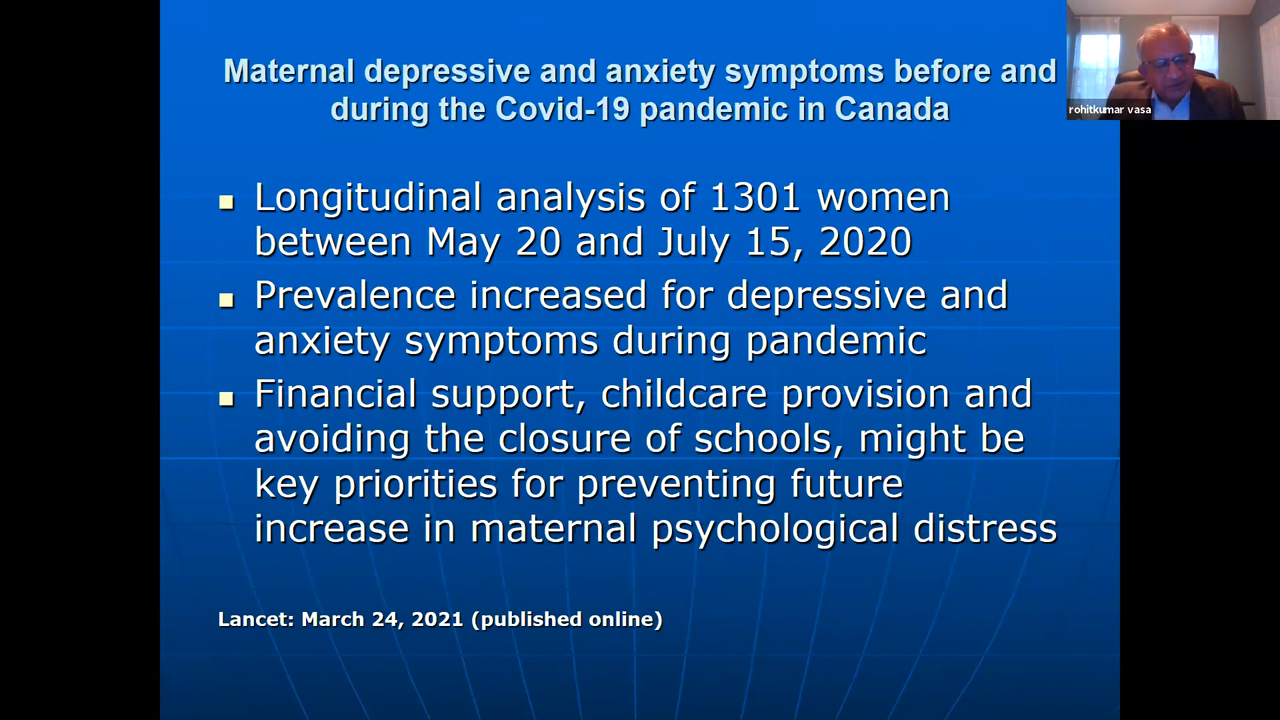 Maternal depressive and anxiety symptoms before and
during the Covid-19 pandemic in Canada
rohitkumar vasa
Longitudinal analysis of 1301 women
between May 20 and July 15, 2020
Prevalence increased for depressive and
anxiety symptoms during pandemic
Financial support, childcare provision and
avoiding the closure of schools, might be
key priorities for preventing future
increase in maternal psychological distress
Lancet: March 24, 2021 (published online)